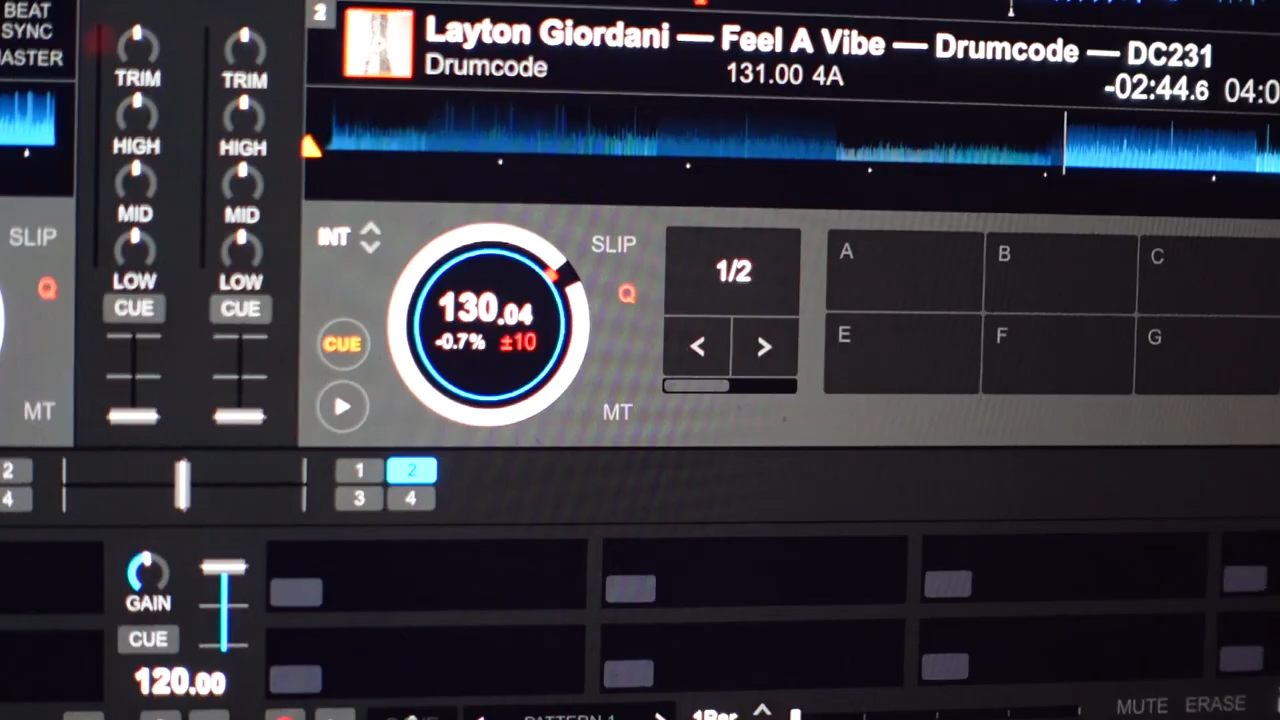 BEAT
SYNC
MASTER
2
Layton Giordani — Feel A Vibe — Drumcode — DC231
Drumcode
131.00 4A
-02:44.6 04:0
TRIM
TRIM
HIGH
HIGH
MID
MID
LOW
LOW
CUE
CUE
SLIP
Q
MT
INT
CUE
130.04
-0.7% ±10
SLIP
Q
MT
1/2
< >
A
B
C
E
F
G
2
4
1
2
3
4
GAIN
CUE
120.00
PATTERN 1
1Bar
MUTE ERASE